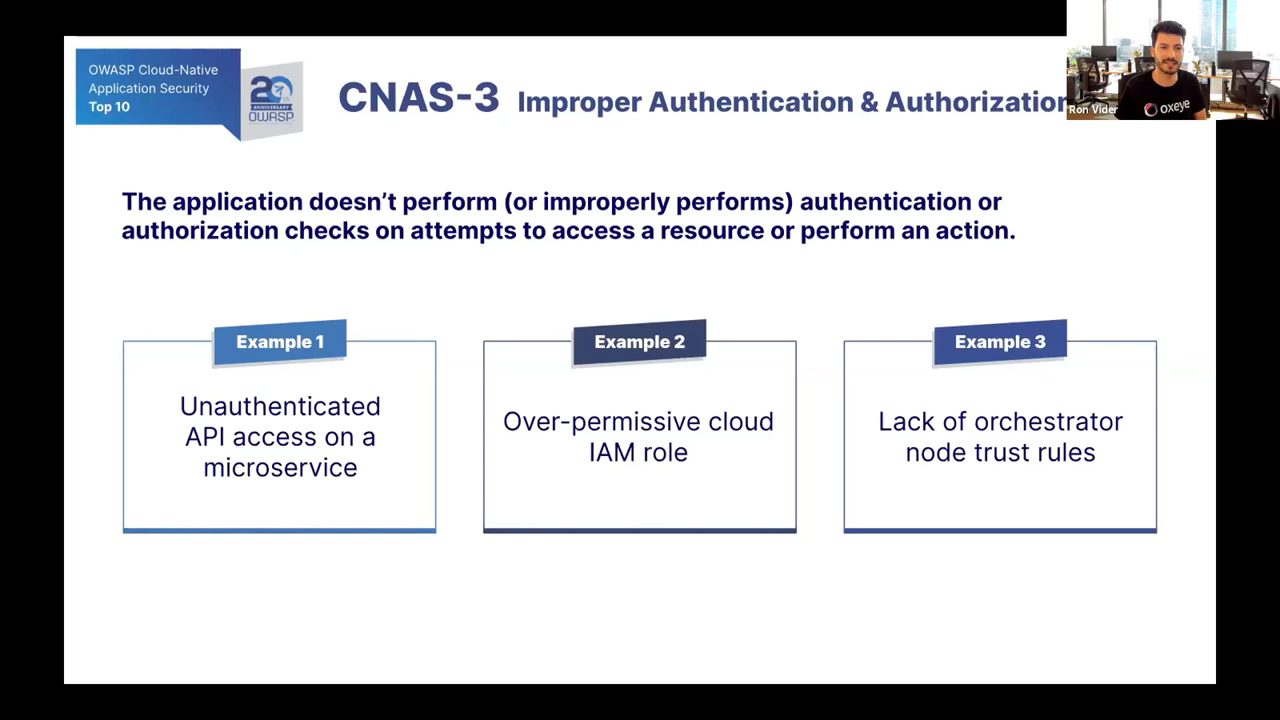 OWASP Cloud-Native
Application Security
Top 10
20th
ANNIVERSARY
OWASP
CNAS-3 Improper Authentication & Authorization
Ron Vider
oxeye
The application doesn’t perform (or improperly performs) authentication or
authorization checks on attempts to access a resource or perform an action.
Example 1
Unauthenticated
API access on a
microservice
Example 2
Over-permissive cloud
IAM role
Example 3
Lack of orchestrator
node trust rules